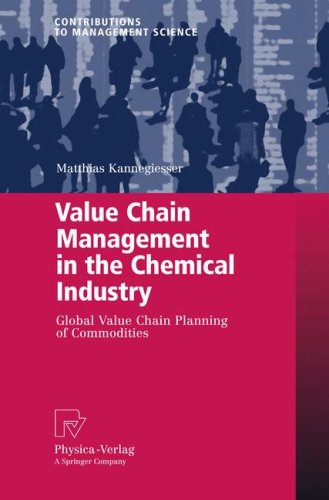 CONTRIBUTIONS
TO MANAGEMENT SCIENCE
Matthias Kannegiesser
Value Chain
Management
in the Chemical
Industry
Global Value Chain Planning
of Commodities
Physica-Verlag
A Springer Company